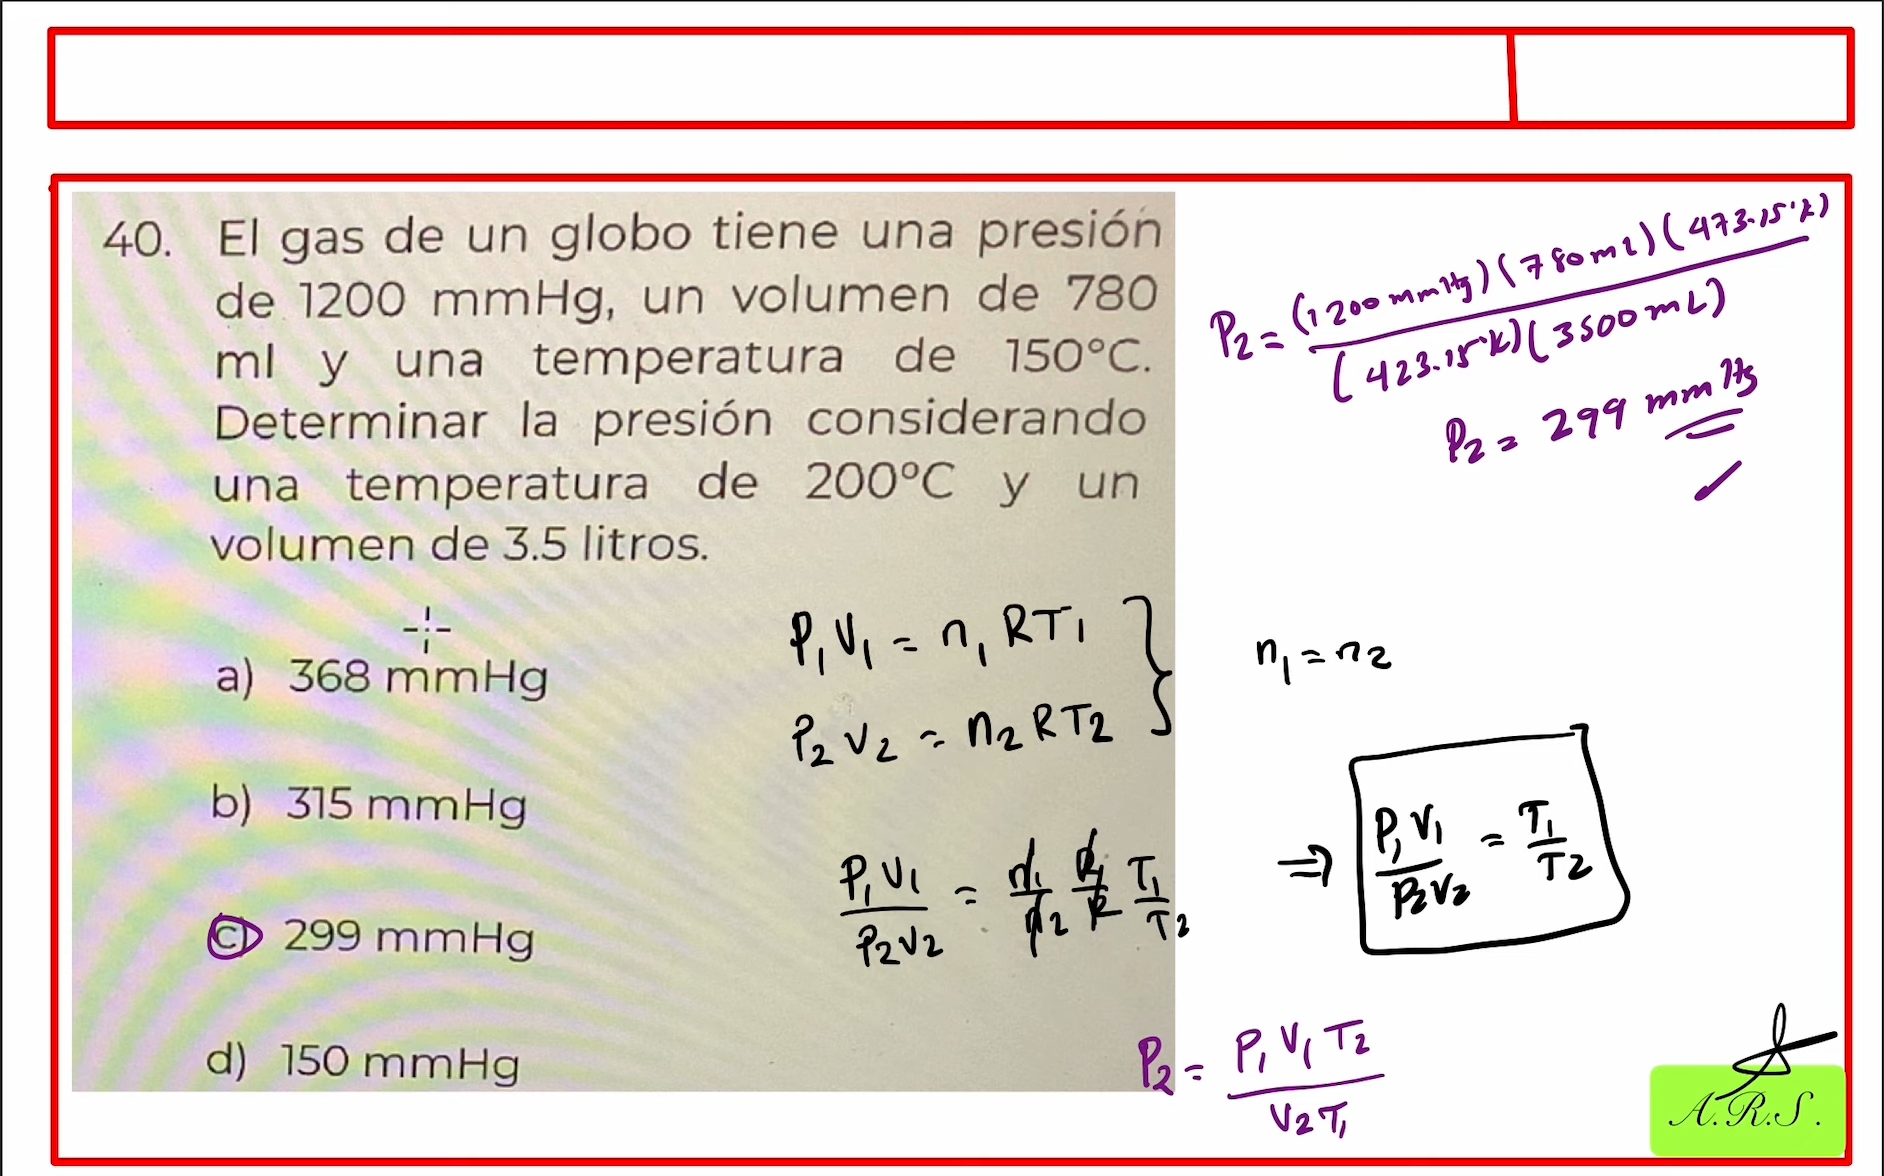 40. El gas de un globo tiene una presión
de 1200 mmHg, un volumen de 780
ml y una temperatura de 150°C.
Determinar la presión considerando
una temperatura de 200°C y un
volumen de 3.5 litros.
a) 368 mmHg
b) 315 mmHg
c) 299 mmHg
d) 150 mmHg
P₂ = (1200 mmHg)(780 mL)(473.15°K)
(423.15°K)(3500 mL)
P₂ = 299 mmHg
P₁V₁ = n₁RT₁
P₂V₂ = n₂RT₂
n₁ = n₂
P₁V₁ = n₁ R T₁
P₂V₂ n₂ R T₂
⇒ P₁V₁ = T₁
P₂V₂ T₂
P₂ = P₁V₁T₂
V₂T₁
A.R.S.